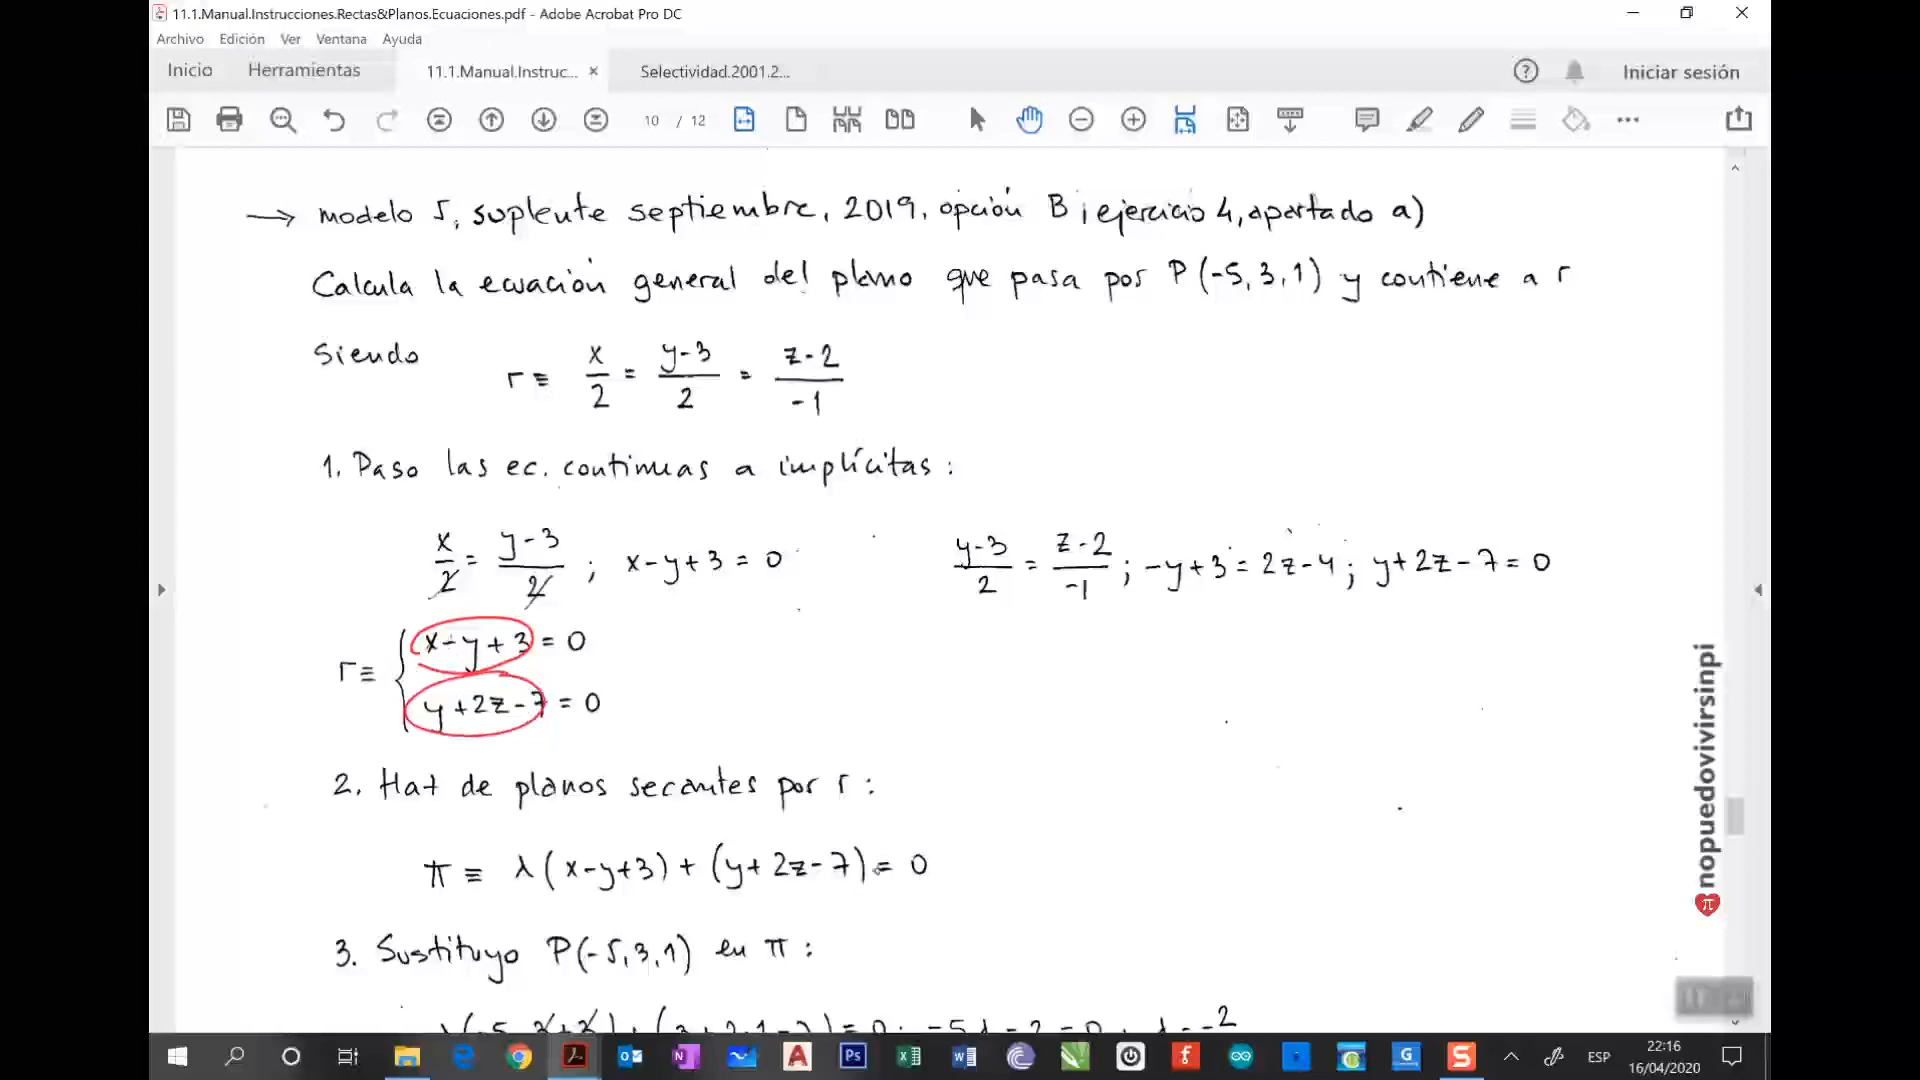 11.1.Manual.Instrucciones.Rectas&Planos.Ecuaciones.pdf - Adobe Acrobat Pro DC
Archivo Edición Ver Ventana Ayuda
Inicio Herramientas 11.1.Manual.Instruc... × Selectividad.2001.2... Iniciar sesión
10 / 12
→ modelo 5, suplente septiembre, 2019, opción B, ejercicio 4, apartado a)
Calcula la ecuación general del plano que pasa por P(-5,3,1) y contiene a r
siendo r ≡ x/2 = (y-3)/2 = (z-2)/-1
1. Paso las ec. continuas a implícitas :
x/2 = (y-3)/2 ; x-y+3 = 0 (y-3)/2 = (z-2)/-1 ; -y+3 = 2z-4 ; y+2z-7 = 0
r ≡ { x-y+3 = 0
y+2z-7 = 0
2. Haz de planos secantes por r :
π ≡ λ(x-y+3) + (y+2z-7) = 0
3. Sustituyo P(-5,3,1) en π :
nopuedovivirsinpi
π
ESP
22:16
16/04/2020